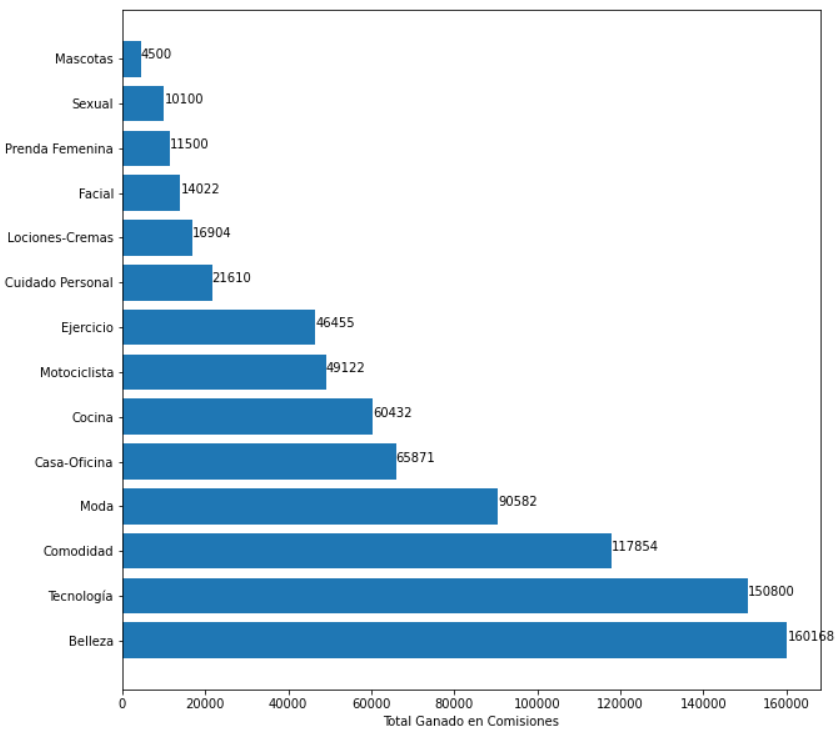 Mascotas 4500
Sexual 10100
Prenda Femenina 11500
Facial 14022
Lociones-Cremas 16904
Cuidado Personal 21610
Ejercicio 46455
Motociclista 49122
Cocina 60432
Casa-Oficina 65871
Moda 90582
Comodidad 117854
Tecnología 150800
Belleza 160168
0 20000 40000 60000 80000 100000 120000 140000 160000
Total Ganado en Comisiones